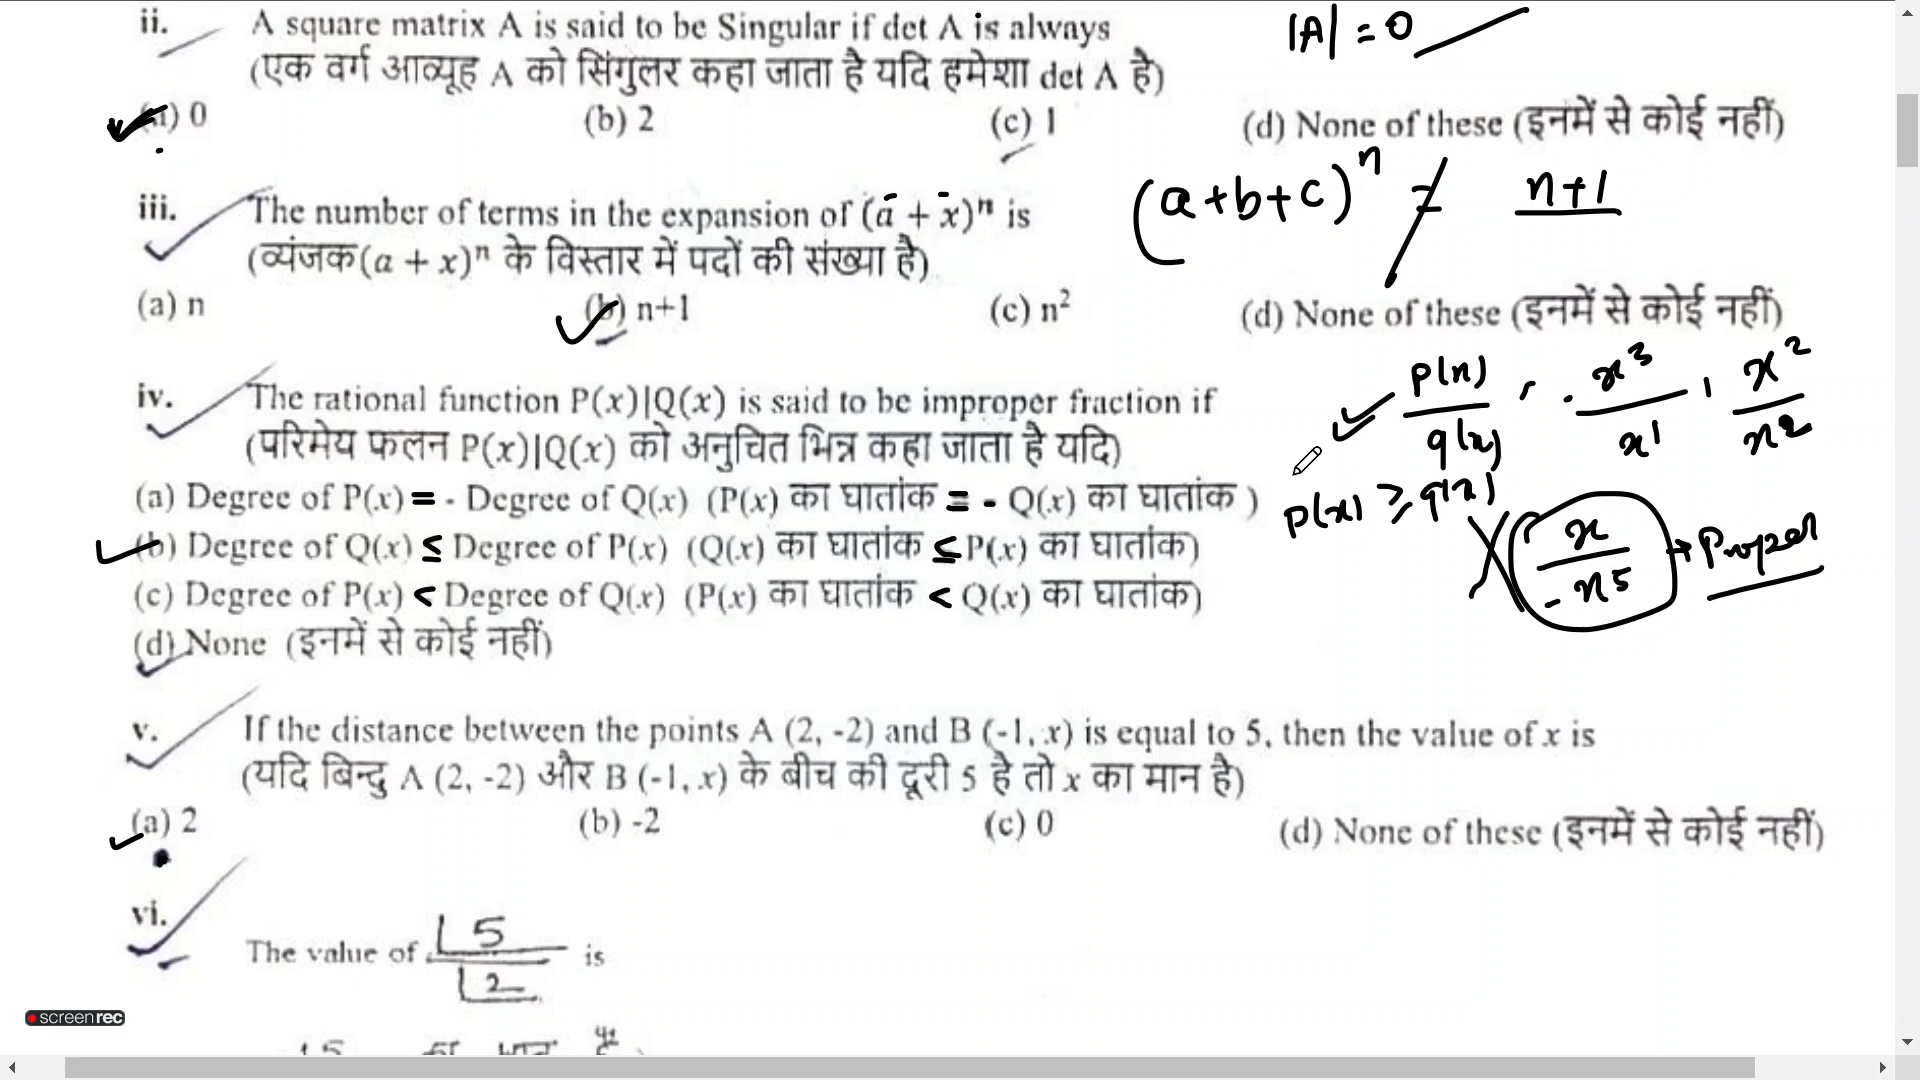 ii. A square matrix A is said to be Singular if det A is always
(एक वर्ग आव्यूह A को सिंगुलर कहा जाता है यदि हमेशा det A है)
|A| = 0
(a) 0 (b) 2 (c) 1 (d) None of these (इनमें से कोई नहीं)
(a+b+c)ⁿ ≠ n+1
iii. The number of terms in the expansion of (a + x)ⁿ is
(व्यंजक(a + x)ⁿ के विस्तार में पदों की संख्या है)
(a) n (b) n+1 (c) n² (d) None of these (इनमें से कोई नहीं)
iv. The rational function P(x)|Q(x) is said to be improper fraction if
(परिमेय फलन P(x)|Q(x) को अनुचित भिन्न कहा जाता है यदि)
(a) Degree of P(x) = - Degree of Q(x) (P(x) का घातांक = - Q(x) का घातांक )
(b) Degree of Q(x) ≤ Degree of P(x) (Q(x) का घातांक ≤ P(x) का घातांक)
(c) Degree of P(x) < Degree of Q(x) (P(x) का घातांक < Q(x) का घातांक)
(d) None (इनमें से कोई नहीं)
p(x)/q(x) , x³/x¹ , x²/x²
p(x) ≥ q(x)
x/x⁵ → Proper
v. If the distance between the points A (2, -2) and B (-1, x) is equal to 5, then the value of x is
(यदि बिन्दु A (2, -2) और B (-1, x) के बीच की दूरी 5 है तो x का मान है)
(a) 2 (b) -2 (c) 0 (d) None of these (इनमें से कोई नहीं)
vi. The value of ⌊5/⌊2 is
screenrec